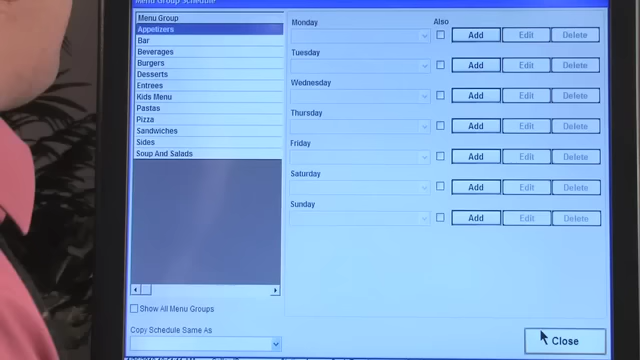 Menu Group Schedule
Menu Group
Appetizers
Bar
Beverages
Burgers
Desserts
Entrees
Kids Menu
Pastas
Pizza
Sandwiches
Sides
Soup And Salads
Show All Menu Groups
Copy Schedule Same As
Also
Monday
Add Edit Delete
Tuesday
Add Edit Delete
Wednesday
Add Edit Delete
Thursday
Add Edit Delete
Friday
Add Edit Delete
Saturday
Add Edit Delete
Sunday
Add Edit Delete
Close